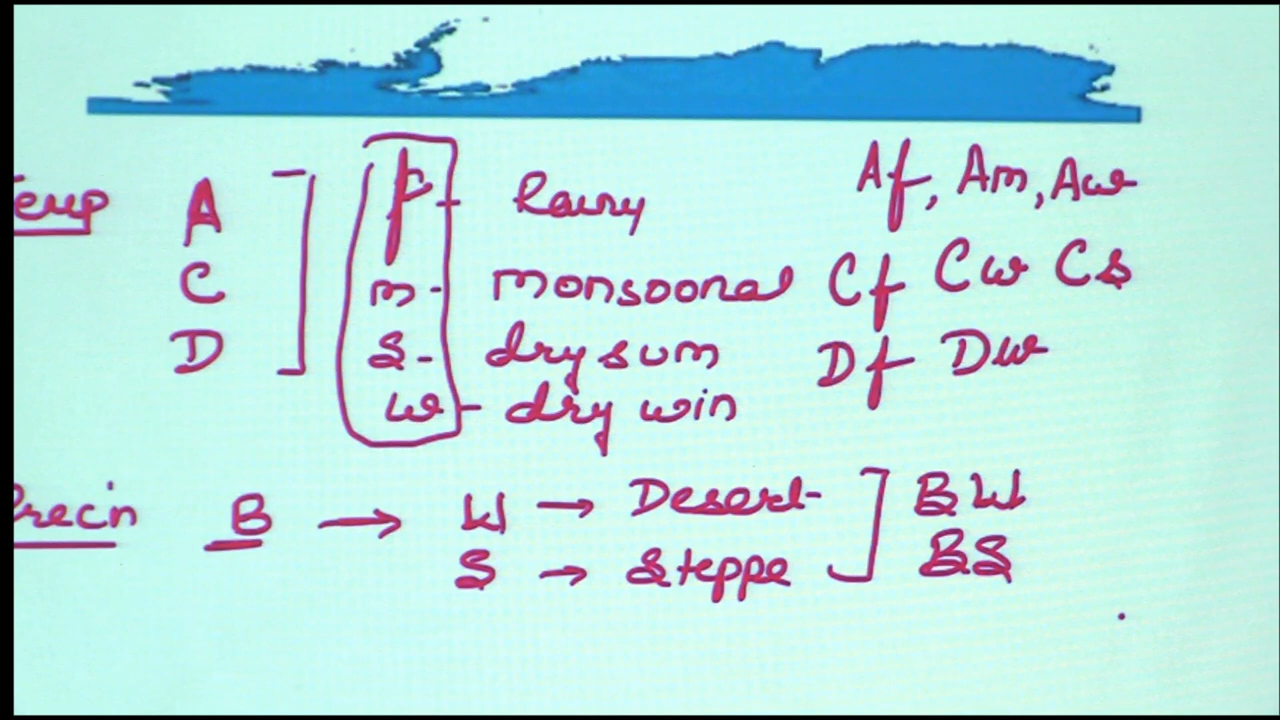 Temp A f - Rainy Af, Am, Aw
C m - monsoonal Cf Cw Cs
D s - dry sum Df Dw
w - dry win
Prec'n B → W → Desert BW
S → Steppe BS